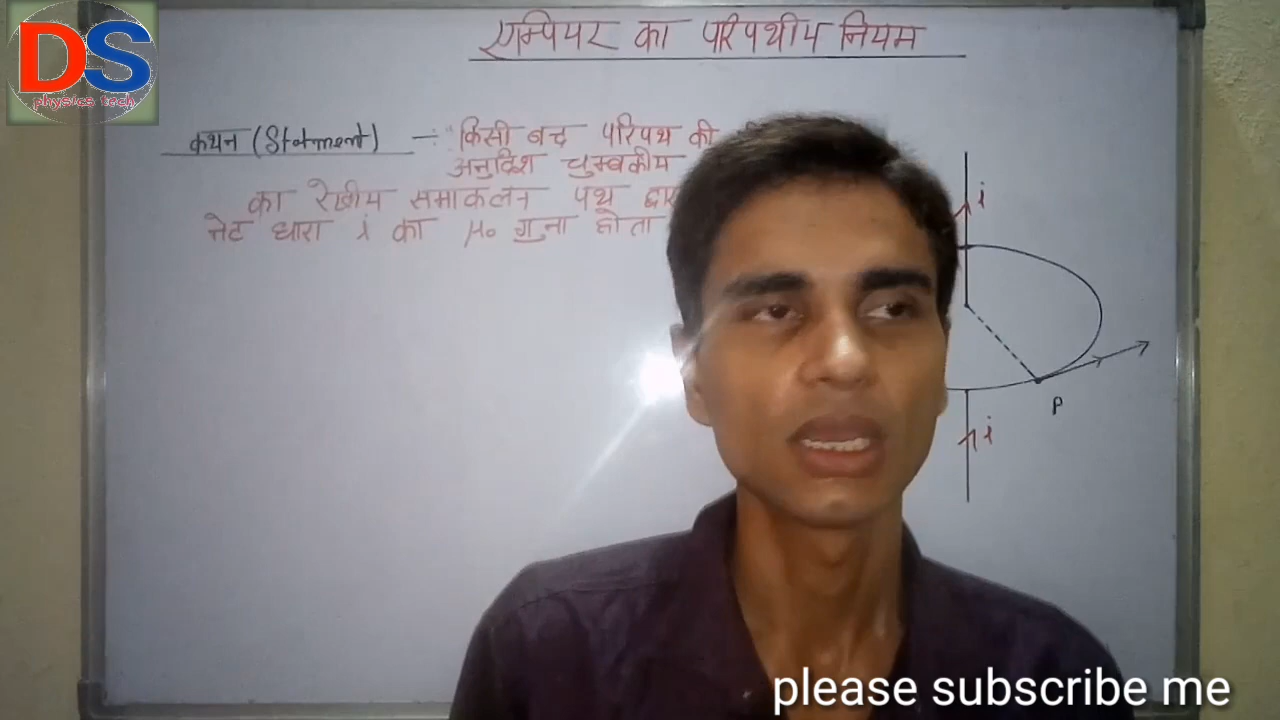 DS
physics tech
एम्पियर का परिपथीय नियम
कथन (Statment) -: "किसी बन्द परिपथ की
अनुदिश चुम्बकीय
का रेखीय समाकलन पथ द्वा
नेट धारा i का μ₀ गुना होता
i
P
i
please subscribe me